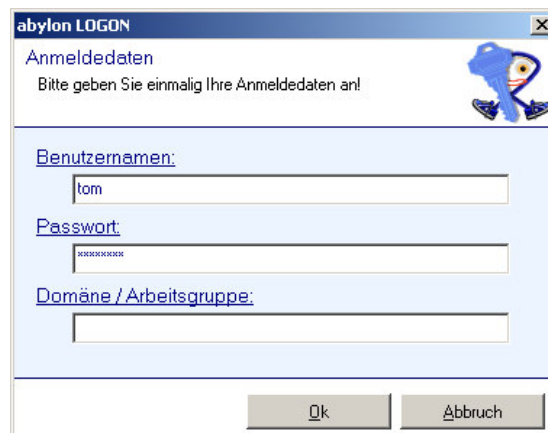 abylon LOGON
Anmeldedaten
Bitte geben Sie einmalig Ihre Anmeldedaten an!
Benutzernamen:
tom
Passwort:
********
Domäne / Arbeitsgruppe:
Ok
Abbruch